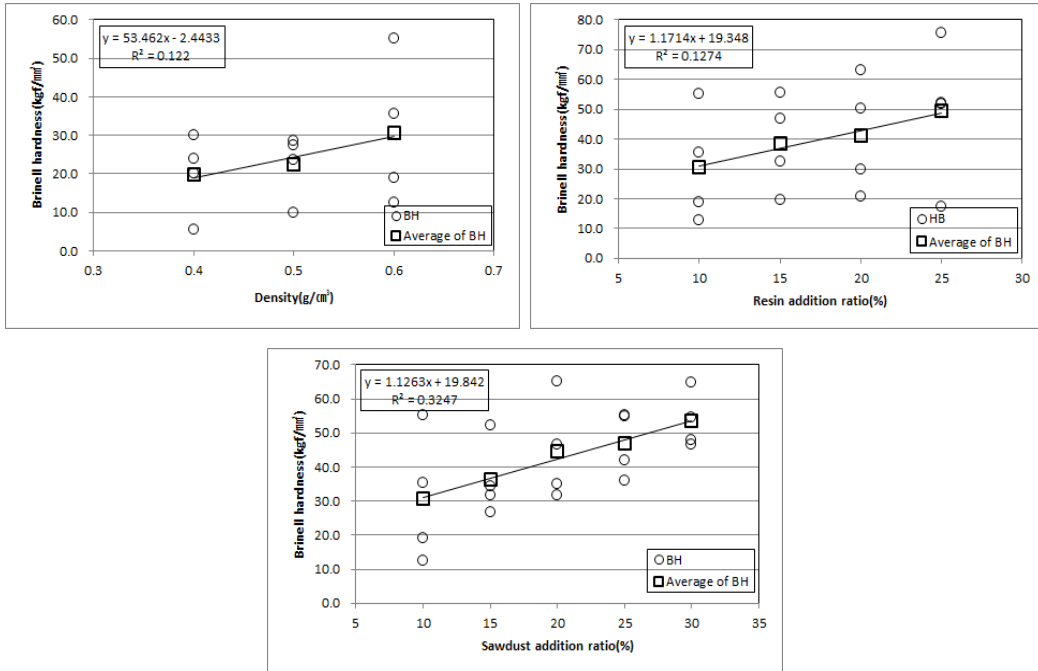 60.0
50.0
40.0
30.0
20.0
10.0
0.0
Brinell hardness(kgf/㎟)
y = 53.462x - 2.4433
R² = 0.122
BH
Average of BH
0.3 0.4 0.5 0.6 0.7
Density(g/㎤)
80.0
70.0
60.0
50.0
40.0
30.0
20.0
10.0
0.0
Brinell hardness(kgf/㎟)
y = 1.1714x + 19.348
R² = 0.1274
HB
Average of BH
5 10 15 20 25 30
Resin addition ratio(%)
70.0
60.0
50.0
40.0
30.0
20.0
10.0
0.0
Brinell hardness(kgf/㎟)
y = 1.1263x + 19.842
R² = 0.3247
BH
Average of BH
5 10 15 20 25 30 35
Sawdust addition ratio(%)